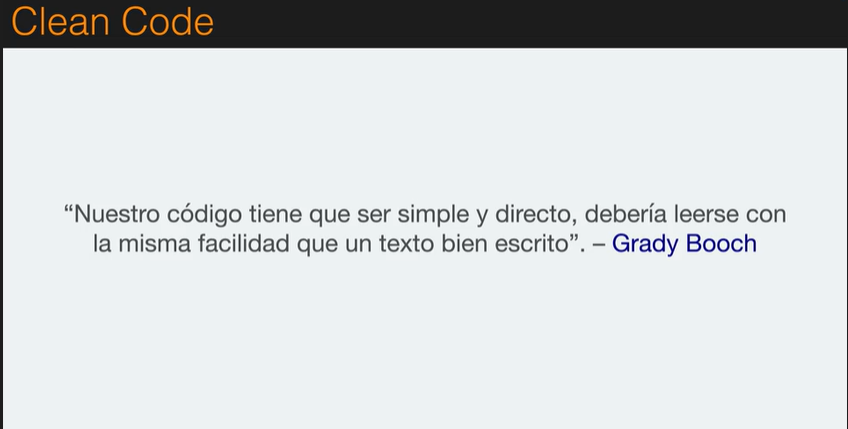 Clean Code
“Nuestro código tiene que ser simple y directo, debería leerse con
la misma facilidad que un texto bien escrito”. – Grady Booch